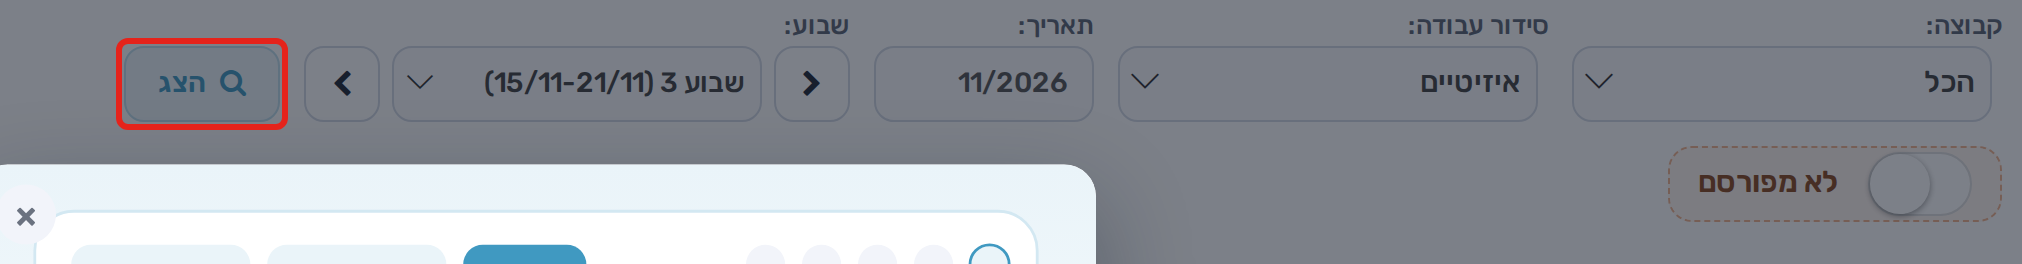 קבוצה:
סידור עבודה:
תאריך:
שבוע:
הכל
איזיטיים
11/2026
שבוע 3 (15/11-21/11)
הצג
לא מפורסם